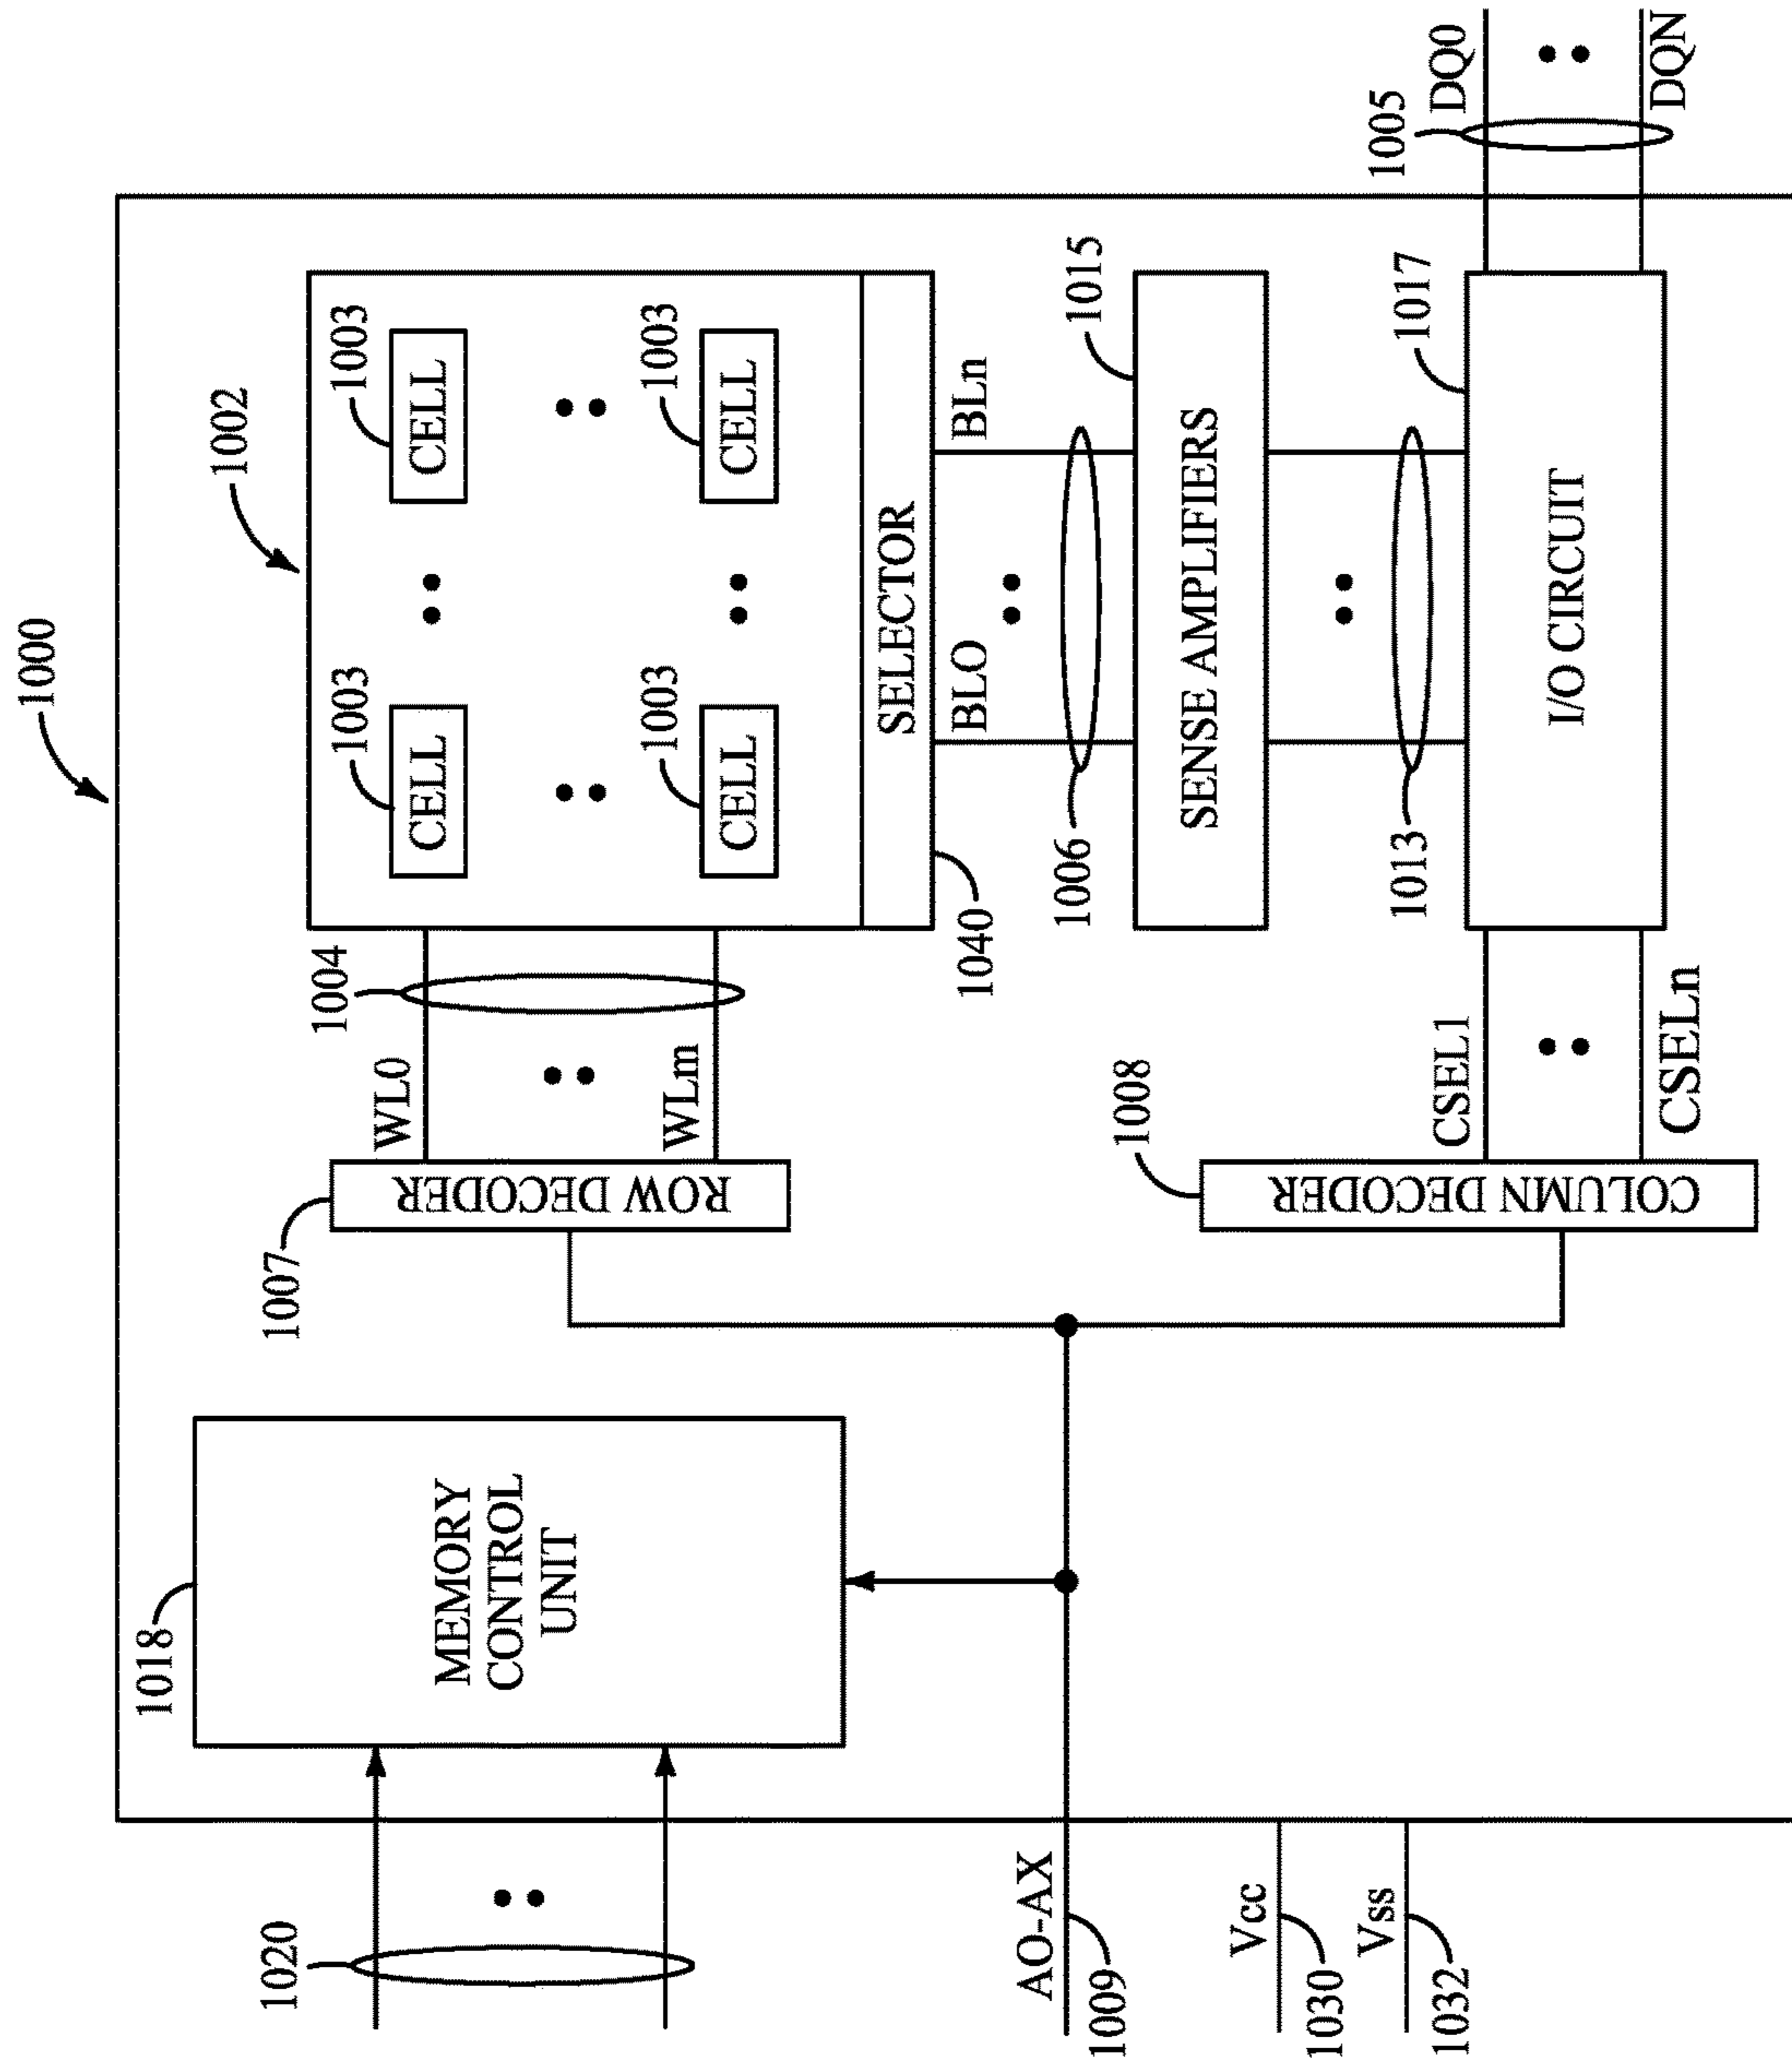 1000
1002
1003
1003
CELL
CELL
1003
1003
CELL
CELL
SELECTOR
1040
1004
WL0
WLm
ROW DECODER
1007
1018
MEMORY
CONTROL
UNIT
1020
BLO
BLn
1006
1015
SENSE AMPLIFIERS
1013
1017
I/O CIRCUIT
1005
DQ0
DQN
1008
COLUMN DECODER
CSEL1
CSELn
AO-AX
1009
Vcc
1030
Vss
1032